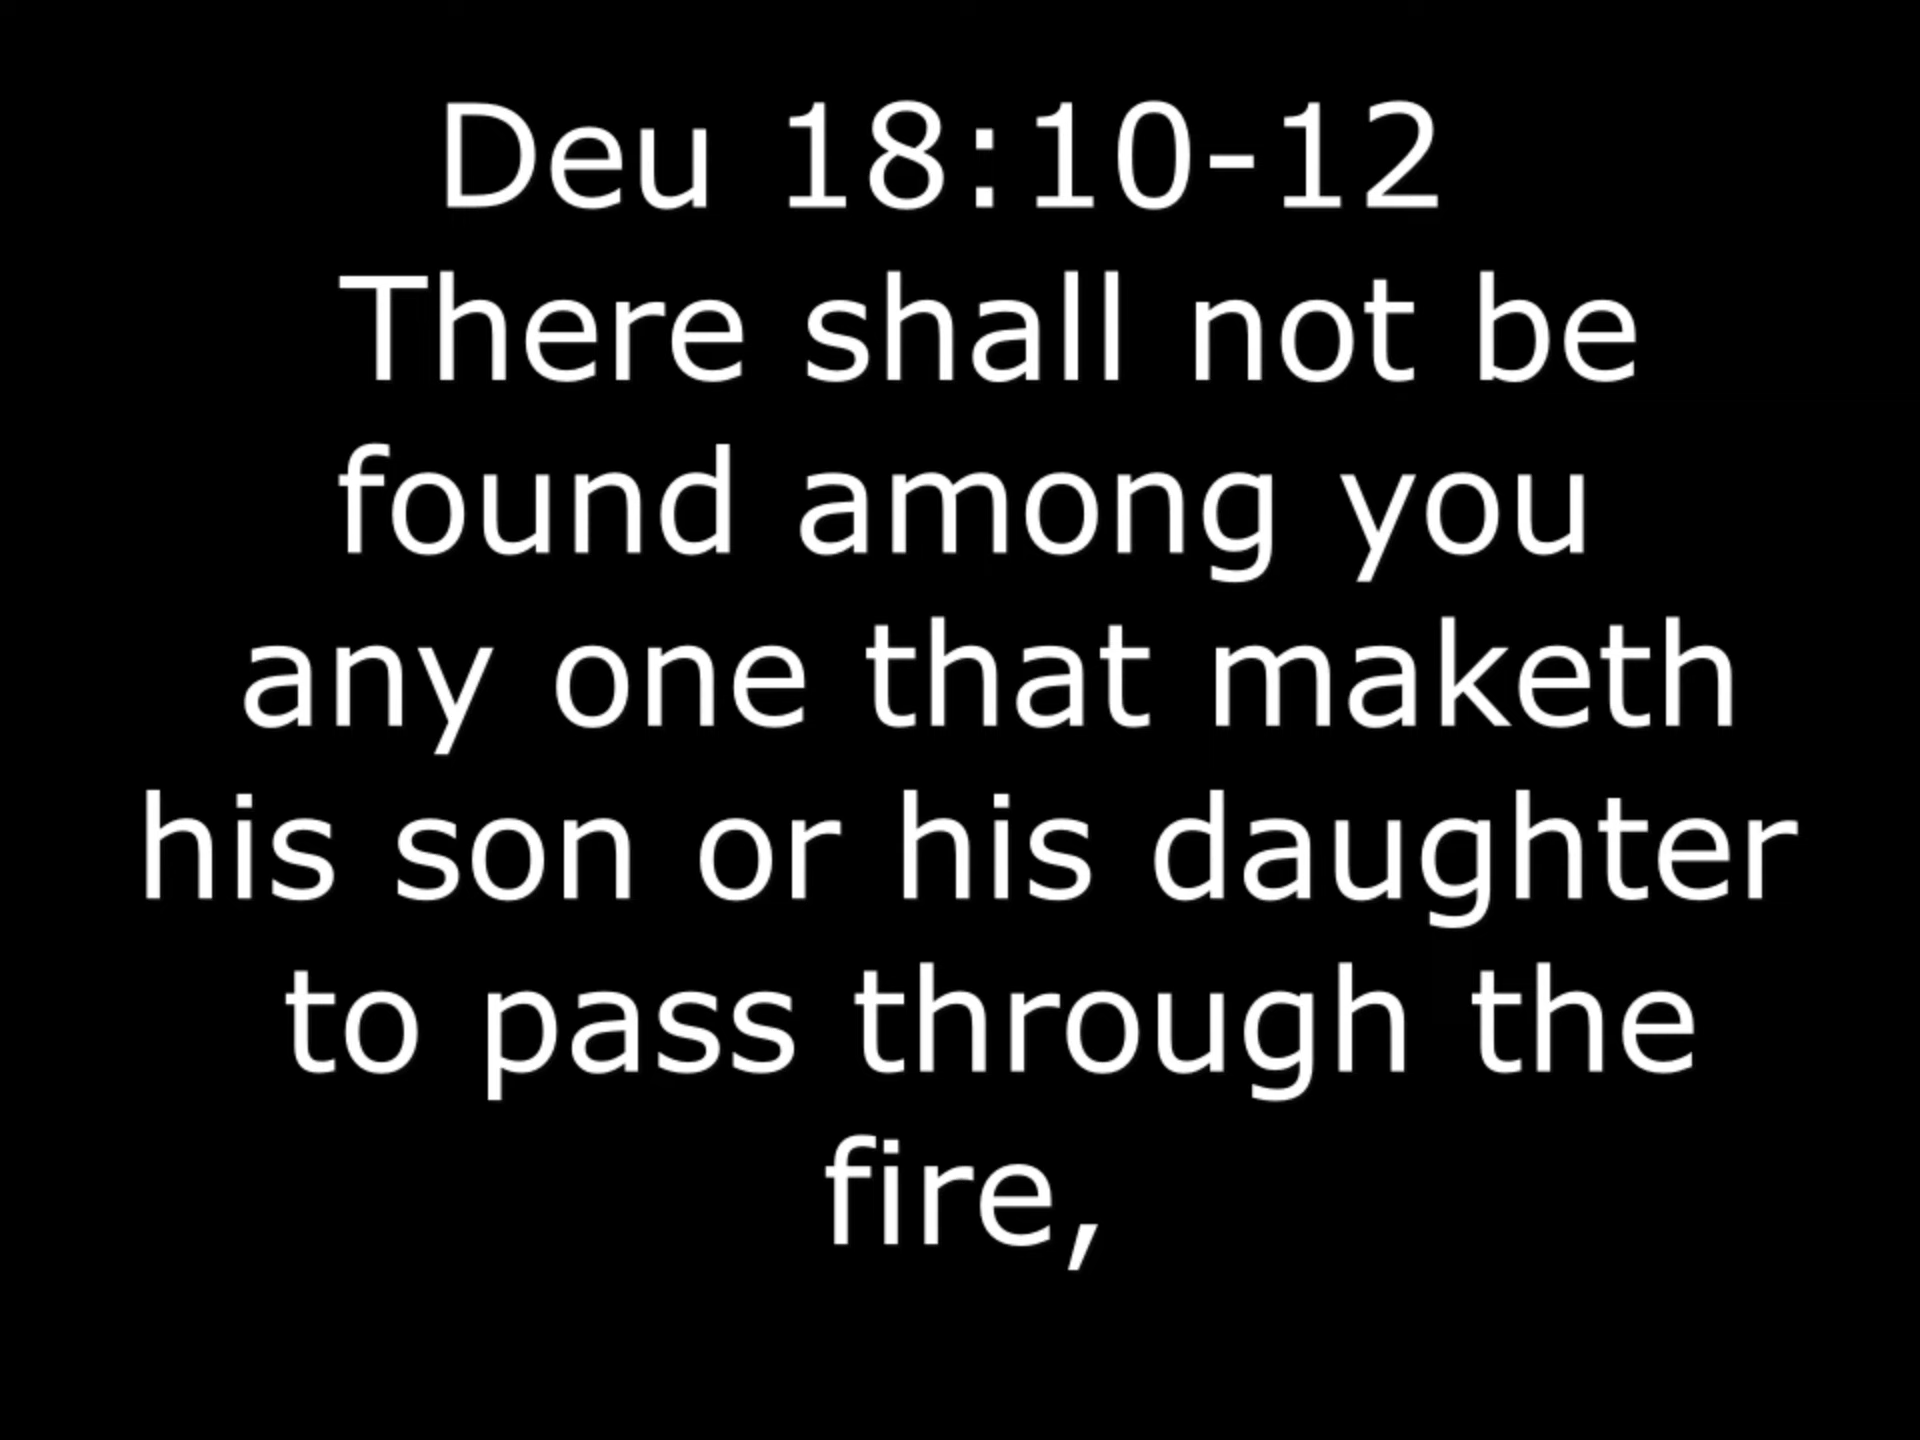 Deu 18:10-12
There shall not be
found among you
any one that maketh
his son or his daughter
to pass through the
fire,